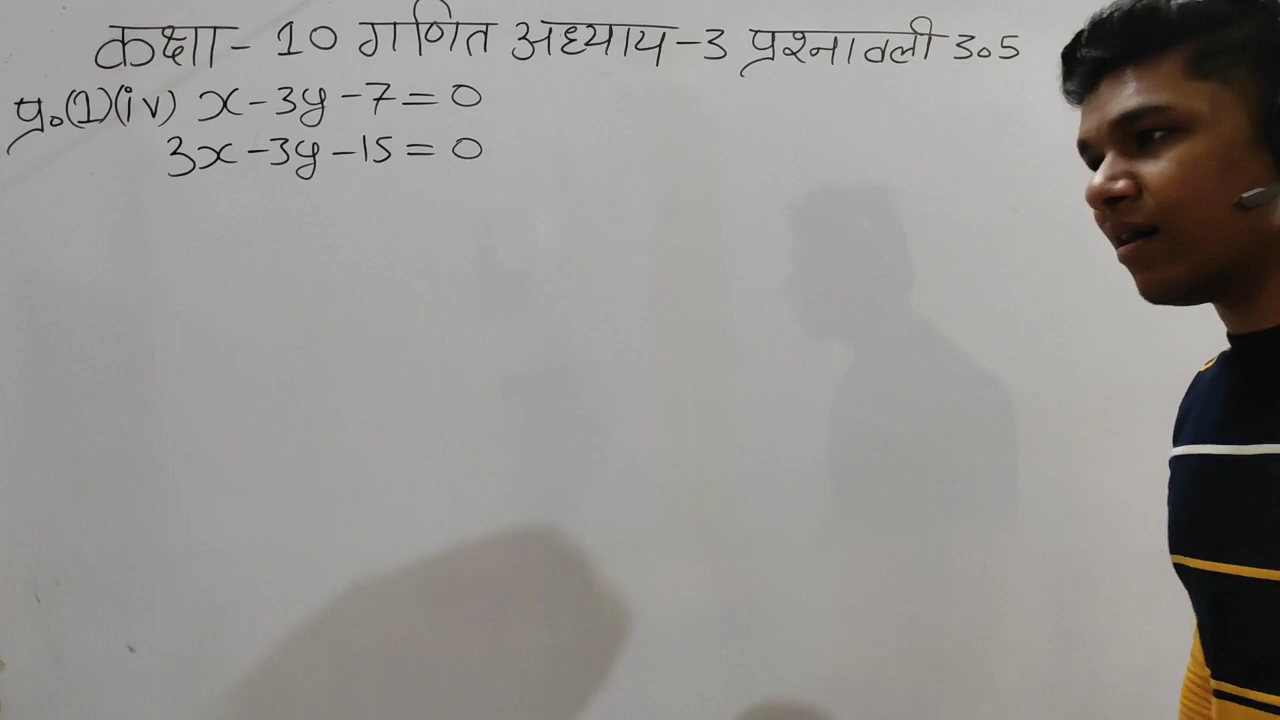 कक्षा - 10 गणित अध्याय - 3 प्रश्नावली 3.5
प्र.(1)(iv) x - 3y - 7 = 0
3x - 3y - 15 = 0